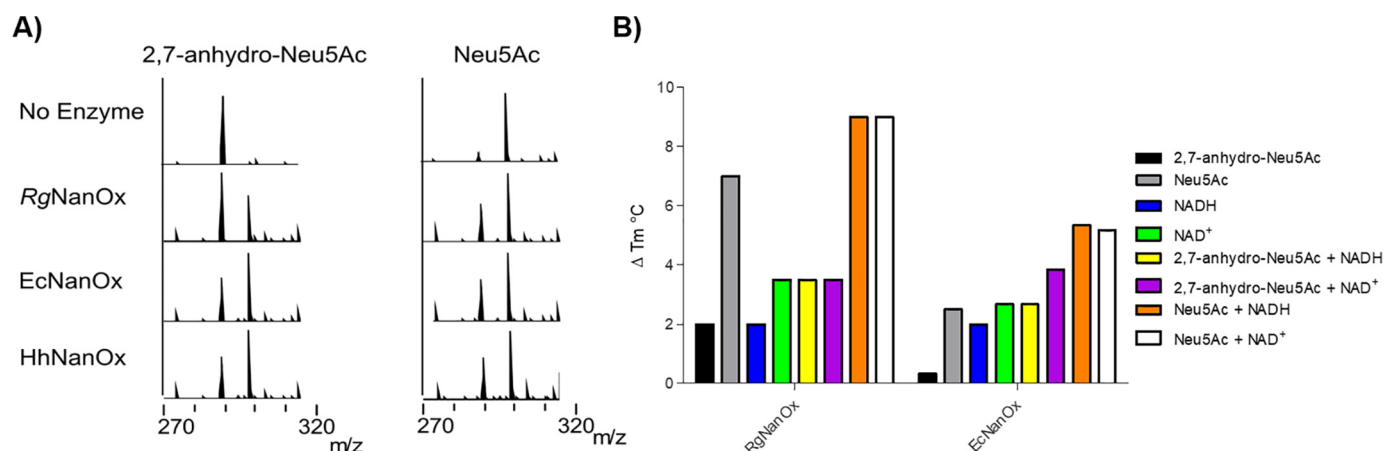 A)
2,7-anhydro-Neu5Ac Neu5Ac
No Enzyme
RgNanOx
EcNanOx
HhNanOx
270 320 m/z
270 320 m/z
B)
Δ Tm °C
10
8
6
4
2
0
RgNanOx
EcNanOx
2,7-anhydro-Neu5Ac
Neu5Ac
NADH
NAD⁺
2,7-anhydro-Neu5Ac + NADH
2,7-anhydro-Neu5Ac + NAD⁺
Neu5Ac + NADH
Neu5Ac + NAD⁺